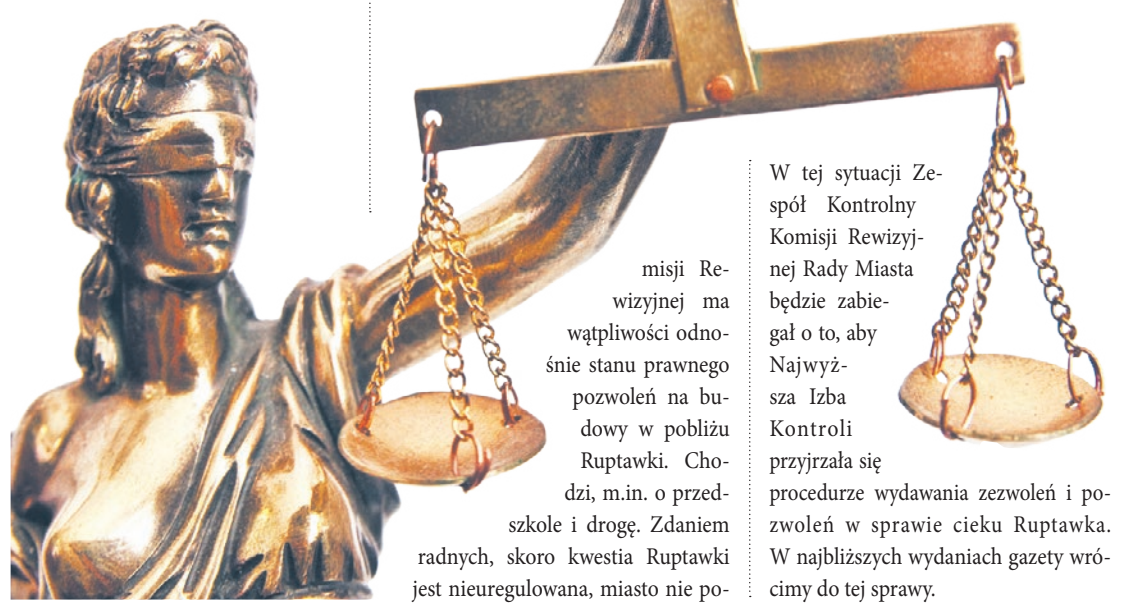 misji Re-
wizyjnej ma
wątpliwości odno-
śnie stanu prawnego
pozwoleń na bu-
dowy w pobliżu
Ruptawki. Cho-
dzi, m.in. o przed-
szkole i drogę. Zdaniem
radnych, skoro kwestia Ruptawki
jest nieuregulowana, miasto nie po-
W tej sytuacji Ze-
spół Kontrolny
Komisji Rewizyj-
nej Rady Miasta
będzie zabie-
gał o to, aby
Najwyż-
sza Izba
Kontroli
przyjrzała się
procedurze wydawania zezwoleń i po-
zwoleń w sprawie cieku Ruptawka.
W najbliższych wydaniach gazety wró-
cimy do tej sprawy.